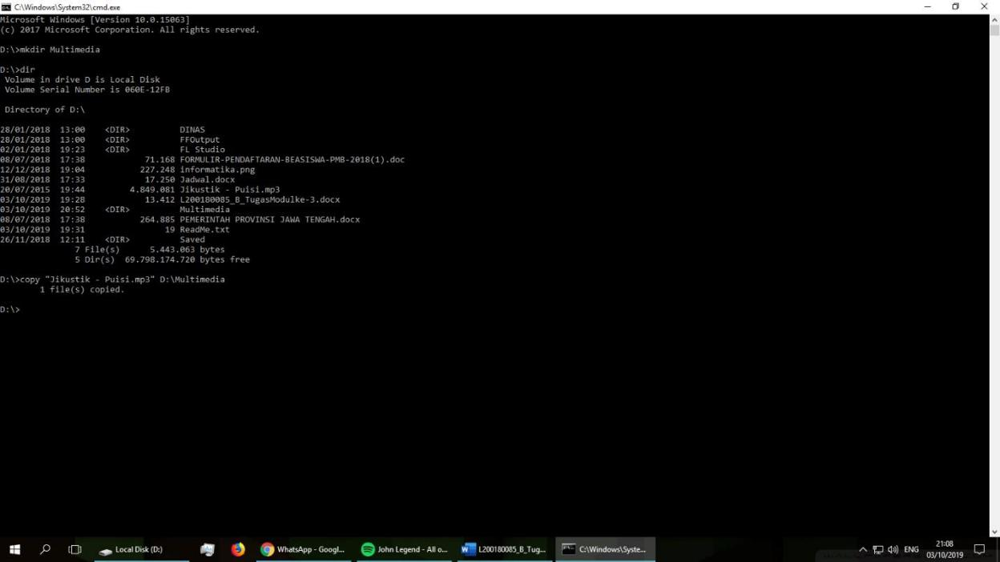 C:\Windows\System32\cmd.exe
Microsoft Windows [Version 10.0.15063]
(c) 2017 Microsoft Corporation. All rights reserved.
D:\>mkdir Multimedia
D:\>dir
Volume in drive D is Local Disk
Volume Serial Number is 060E-12FB
Directory of D:\
28/01/2018 13:00 <DIR> DINAS
28/01/2018 13:00 <DIR> FFOutput
02/01/2018 19:23 <DIR> FL Studio
08/07/2018 17:38 71.168 FORMULIR-PENDAFTARAN-BEASISWA-PMB-2018(1).doc
12/12/2018 19:04 227.248 informatika.png
31/08/2018 17:33 17.250 Jadwal.docx
20/07/2015 19:44 4.849.081 Jikustik - Puisi.mp3
03/10/2019 19:28 13.412 L200180085_B_TugasModulke-3.docx
03/10/2019 20:52 <DIR> Multimedia
08/07/2018 17:38 264.885 PEMERINTAH PROVINSI JAWA TENGAH.docx
03/10/2019 19:31 19 ReadMe.txt
26/11/2018 12:11 <DIR> Saved
7 File(s) 5.443.063 bytes
5 Dir(s) 69.798.174.720 bytes free
D:\>copy "Jikustik - Puisi.mp3" D:\Multimedia
1 file(s) copied.
D:\>
Local Disk (D:) WhatsApp - Googl... John Legend - All o... L200180085_B_Tug... C:\Windows\Syste... ENG 21:08
03/10/2019